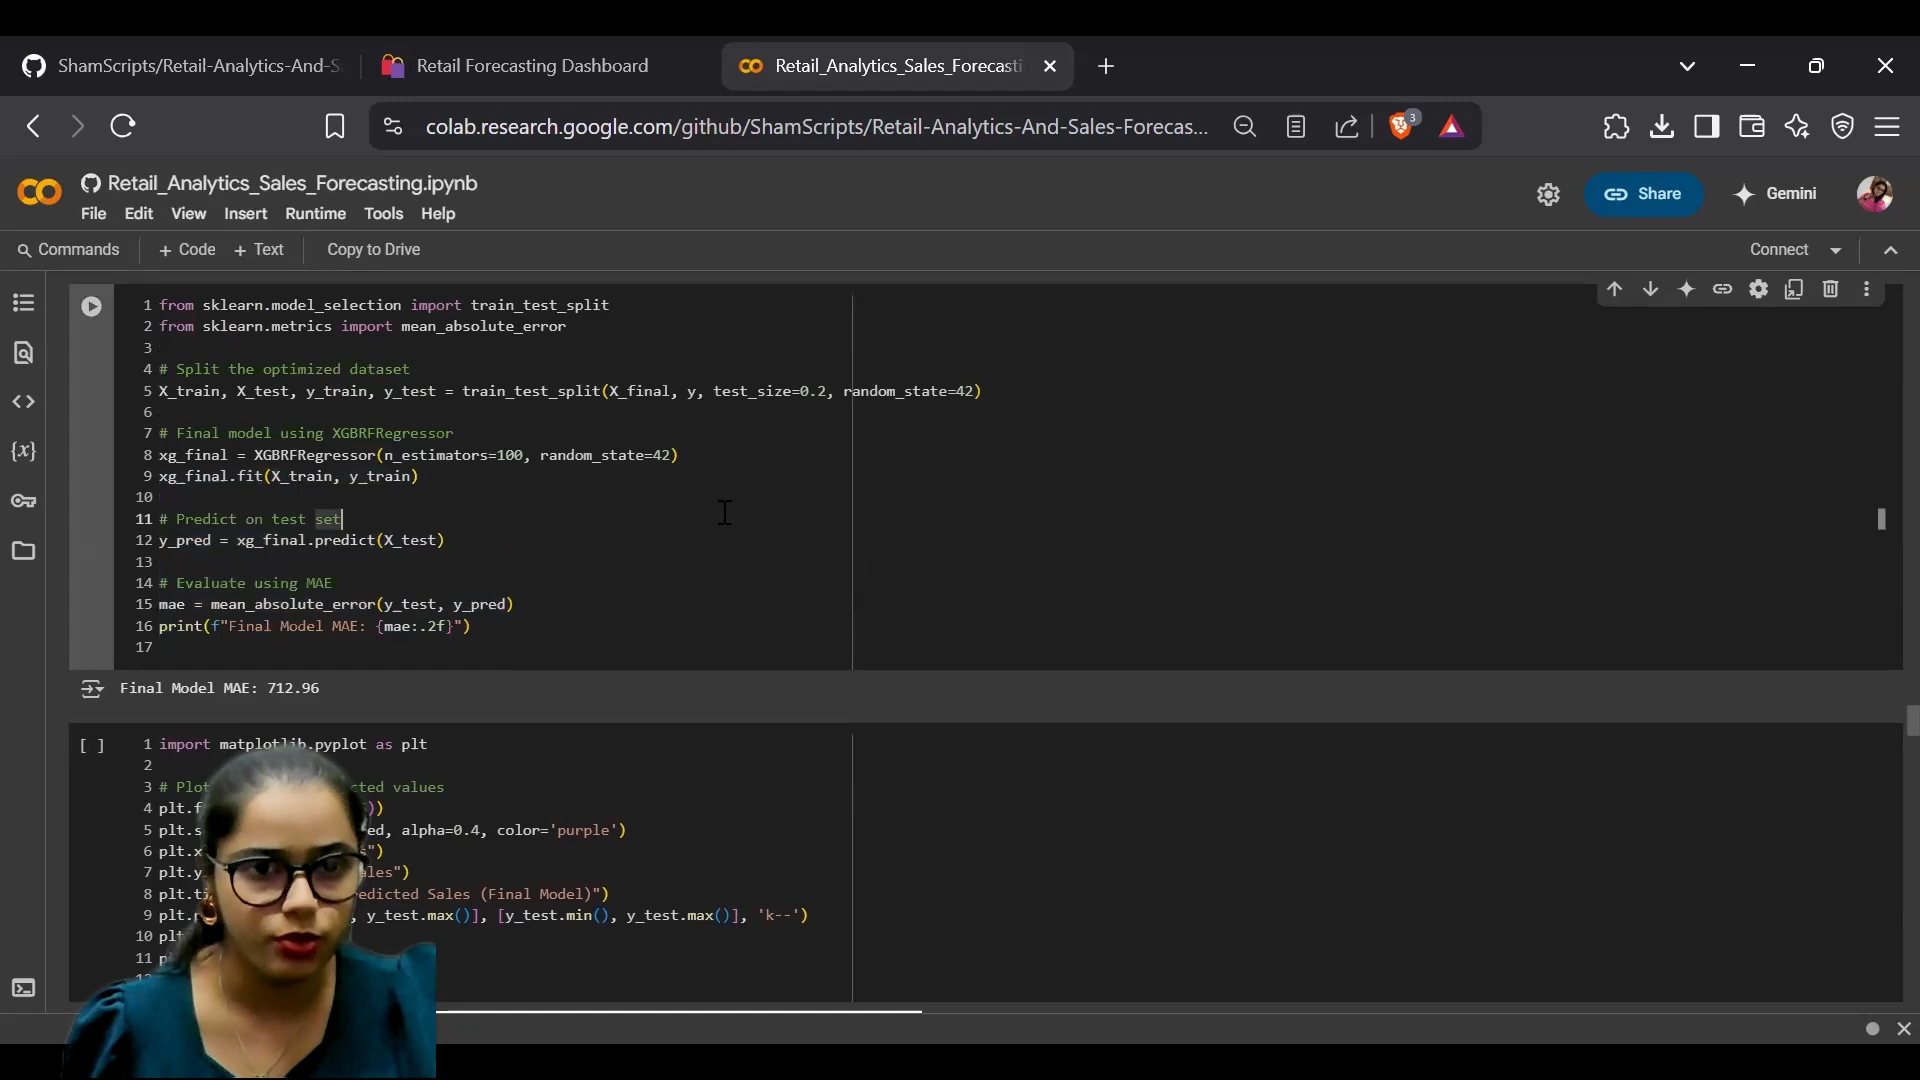 ShamScripts/Retail-Analytics-And-S
Retail Forecasting Dashboard
Retail_Analytics_Sales_Forecasti
colab.research.google.com/github/ShamScripts/Retail-Analytics-And-Sales-Forecas...
3
Retail_Analytics_Sales_Forecasting.ipynb
Share
Gemini
File Edit View Insert Runtime Tools Help
Commands + Code + Text Copy to Drive
Connect
1 from sklearn.model_selection import train_test_split
2 from sklearn.metrics import mean_absolute_error
3
4 # Split the optimized dataset
5 X_train, X_test, y_train, y_test = train_test_split(X_final, y, test_size=0.2, random_state=42)
6
7 # Final model using XGBRFRegressor
8 xg_final = XGBRFRegressor(n_estimators=100, random_state=42)
9 xg_final.fit(X_train, y_train)
10
11 # Predict on test set
12 y_pred = xg_final.predict(X_test)
13
14 # Evaluate using MAE
15 mae = mean_absolute_error(y_test, y_pred)
16 print(f"Final Model MAE: {mae:.2f}")
17
Final Model MAE: 712.96
[ ]
1 import matplotlib.pyplot as plt
2
3 # Plot cted values
4 plt.f ))
5 plt.s ed, alpha=0.4, color='purple')
6 plt.x s")
7 plt.y ales")
8 plt.ti redicted Sales (Final Model)")
9 plt. , y_test.max()], [y_test.min(), y_test.max()], 'k--')
10 plt
11 p